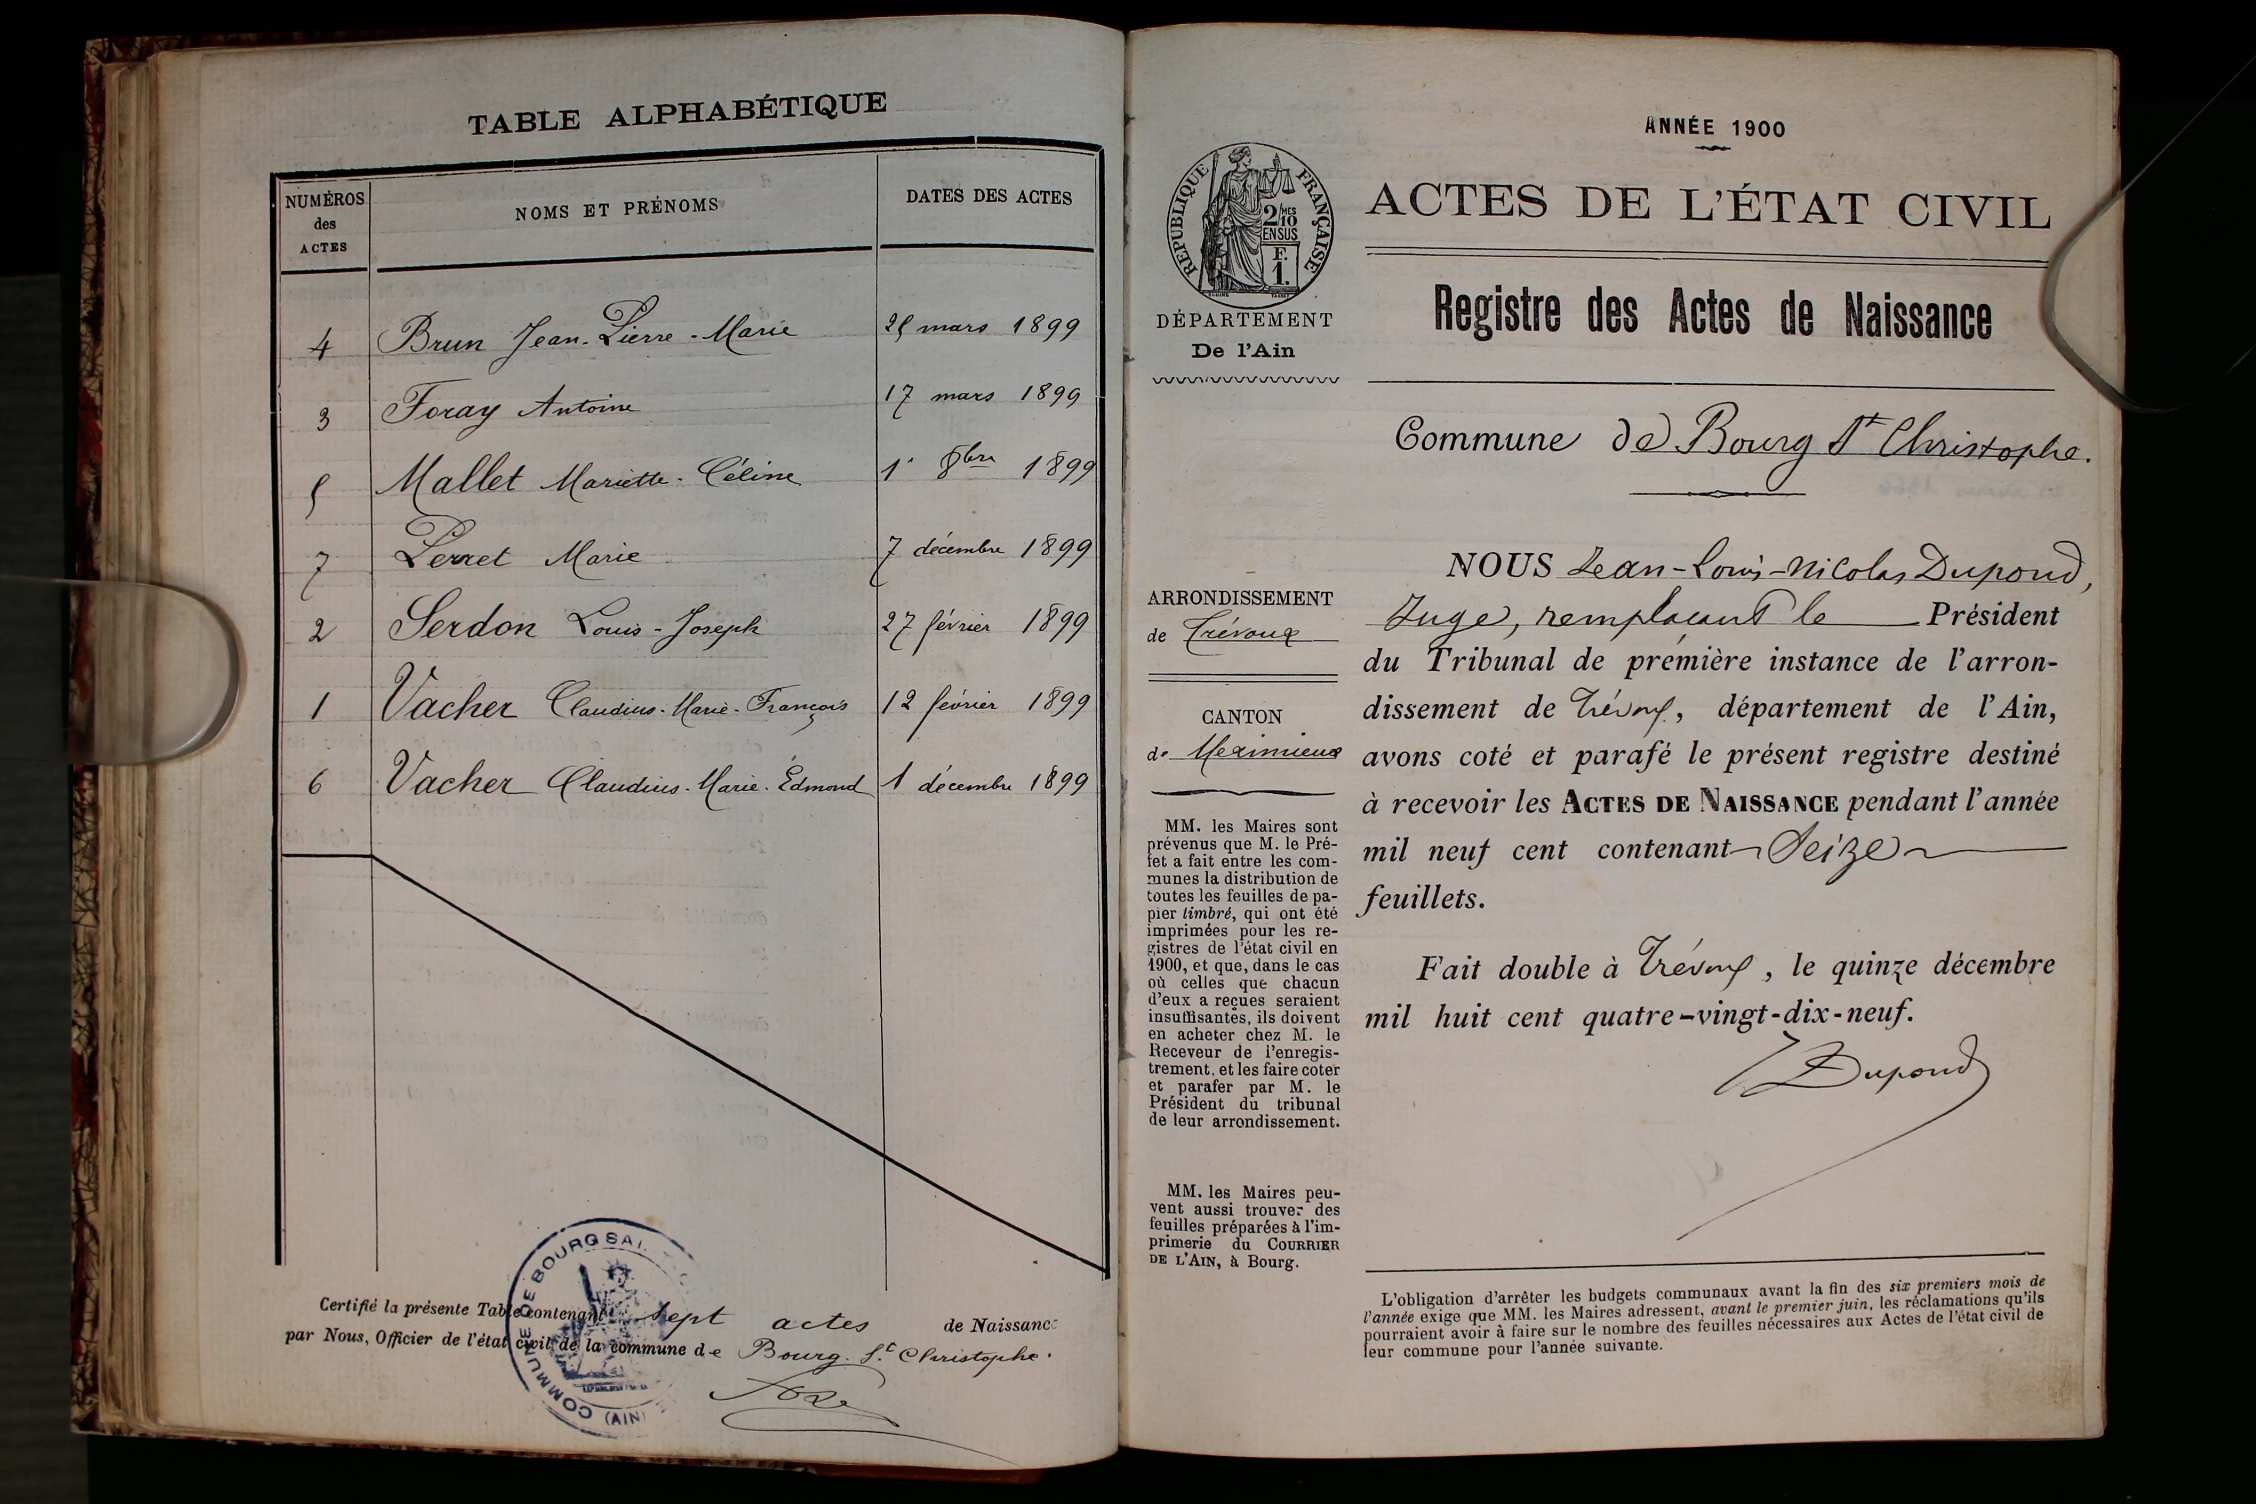 TABLE ALPHABÉTIQUE
NUMÉROS des ACTES
NOMS ET PRÉNOMS
DATES DES ACTES
4 Brun Jean-Pierre-Marie 25 mars 1899
3 Foray Antoine 17 mars 1899
5 Mallet Mariette-Céline 1er 8bre 1899
7 Perret Marie 7 décembre 1899
2 Serdon Louis-Joseph 27 février 1899
1 Vacher Claudius-Marie-François 12 février 1899
6 Vacher Claudius-Marie-Édmond 1 décembre 1899
Certifié la présente Table contenant sept actes de Naissance
par Nous, Officier de l'état civil de la commune de Bourg-St Christophe.
COMMUNE DE BOURG SAI
(AIN)
ANNÉE 1900
RÉPUBLIQUE FRANÇAISE
2/10 MES
EN SUS
F.
1.
DÉPARTEMENT
De l'Ain
ACTES DE L'ÉTAT CIVIL
Registre des Actes de Naissance
Commune de Bourg St Christophe.
ARRONDISSEMENT
de Trévoux
CANTON
de Meximieux
MM. les Maires sont
prévenus que M. le Pré-
fet a fait entre les com-
munes la distribution de
toutes les feuilles de pa-
pier timbré, qui ont été
imprimées pour les re-
gistres de l'état civil en
1900, et que, dans le cas
où celles que chacun
d'eux a reçues seraient
insuffisantes, ils doivent
en acheter chez M. le
Receveur de l'enregis-
trement, et les faire coter
et parafer par M. le
Président du tribunal
de leur arrondissement.
MM. les Maires peu-
vent aussi trouver des
feuilles préparées à l'im-
primerie du COURRIER
DE L'AIN, à Bourg.
NOUS Jean-Louis-Nicolas Dupond,
Juge, remplaçant le Président
du Tribunal de première instance de l'arron-
dissement de Trévoux, département de l'Ain,
avons coté et parafé le présent registre destiné
à recevoir les ACTES DE NAISSANCE pendant l'année
mil neuf cent contenant Seize
feuillets.
Fait double à Trévoux, le quinze décembre
mil huit cent quatre-vingt-dix-neuf.
Dupond
L'obligation d'arrêter les budgets communaux avant la fin des six premiers mois de
l'année exige que MM. les Maires adressent, avant le premier juin, les réclamations qu'ils
pourraient avoir à faire sur le nombre des feuilles nécessaires aux Actes de l'état civil de
leur commune pour l'année suivante.